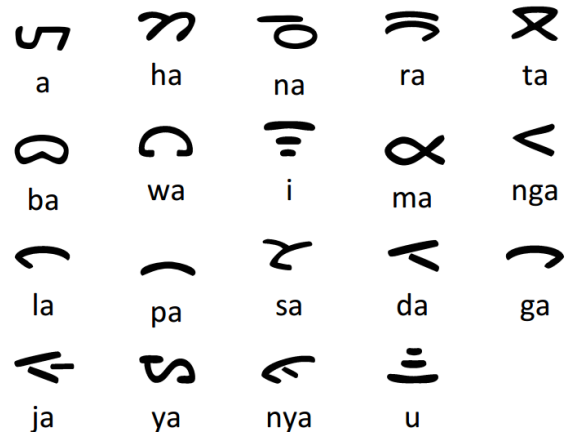 ᯁ ᯃ ᯉ ᯓ ᯖ
a ha na ra ta
ᯅ ᯌ ᯤ ᯕ ᯝ
ba wa i ma nga
ᯟ ᯈ ᯙ ᯑ ᯏ
la pa sa da ga
ᯐ ᯜ ᯠ ᯥ
ja ya nya u